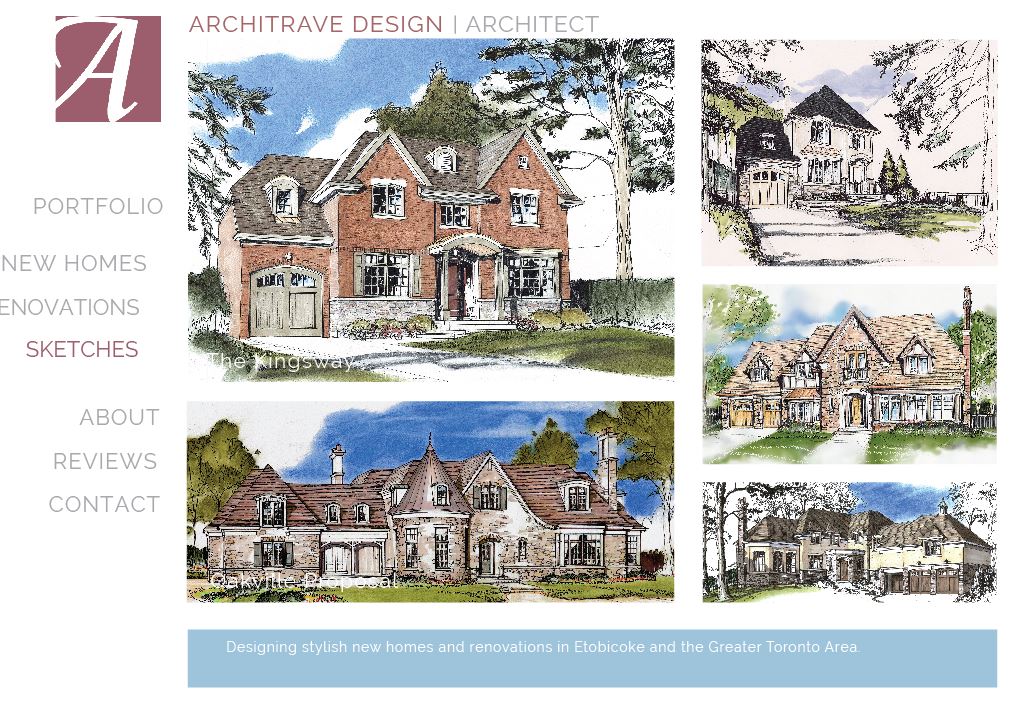 A
ARCHITRAVE DESIGN | ARCHITECT
PORTFOLIO
NEW HOMES
ENOVATIONS
SKETCHES
ABOUT
REVIEWS
CONTACT
The Kingsway
Oakville Proposal
Designing stylish new homes and renovations in Etobicoke and the Greater Toronto Area.